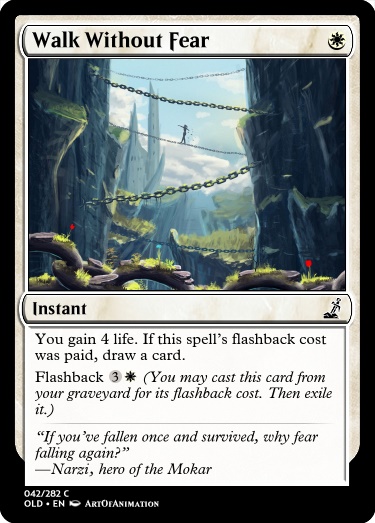 Walk Without Fear
Instant
You gain 4 life. If this spell's flashback cost
was paid, draw a card.
Flashback 3 (You may cast this card from
your graveyard for its flashback cost. Then exile
it.)
"If you've fallen once and survived, why fear
falling again?"
—Narzi, hero of the Mokar
042/282 C
OLD • EN ArtOfAnimation